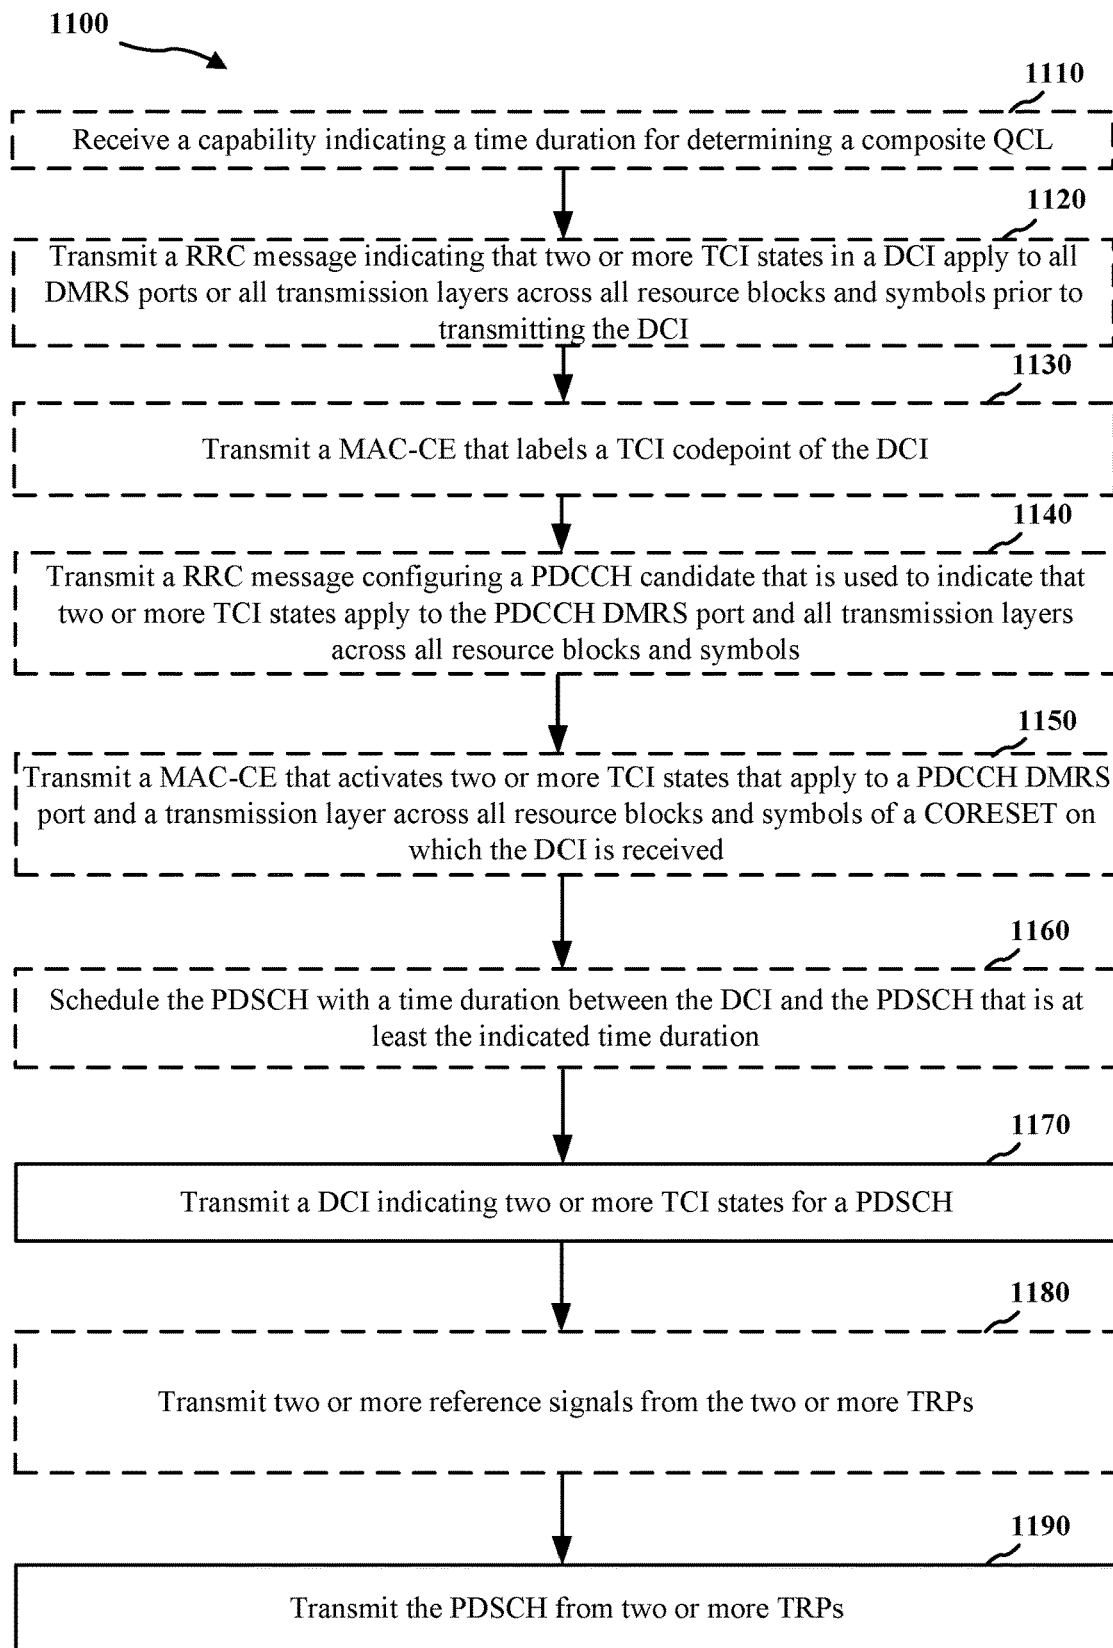 1100
1110
Receive a capability indicating a time duration for determining a composite QCL
1120
Transmit a RRC message indicating that two or more TCI states in a DCI apply to all
DMRS ports or all transmission layers across all resource blocks and symbols prior to
transmitting the DCI
1130
Transmit a MAC-CE that labels a TCI codepoint of the DCI
1140
Transmit a RRC message configuring a PDCCH candidate that is used to indicate that
two or more TCI states apply to the PDCCH DMRS port and all transmission layers
across all resource blocks and symbols
1150
Transmit a MAC-CE that activates two or more TCI states that apply to a PDCCH DMRS
port and a transmission layer across all resource blocks and symbols of a CORESET on
which the DCI is received
1160
Schedule the PDSCH with a time duration between the DCI and the PDSCH that is at
least the indicated time duration
1170
Transmit a DCI indicating two or more TCI states for a PDSCH
1180
Transmit two or more reference signals from the two or more TRPs
1190
Transmit the PDSCH from two or more TRPs